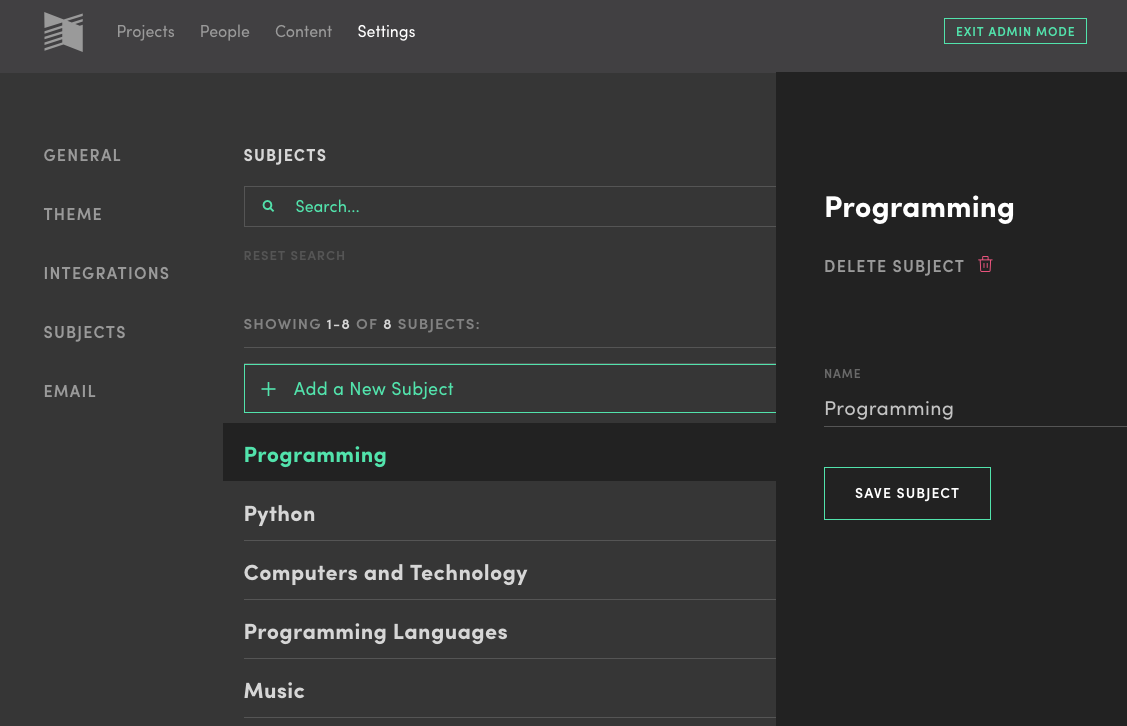 Projects People Content Settings
EXIT ADMIN MODE
GENERAL
THEME
INTEGRATIONS
SUBJECTS
EMAIL
SUBJECTS
Search...
RESET SEARCH
SHOWING 1-8 OF 8 SUBJECTS:
+ Add a New Subject
Programming
Python
Computers and Technology
Programming Languages
Music
Programming
DELETE SUBJECT
NAME
Programming
SAVE SUBJECT